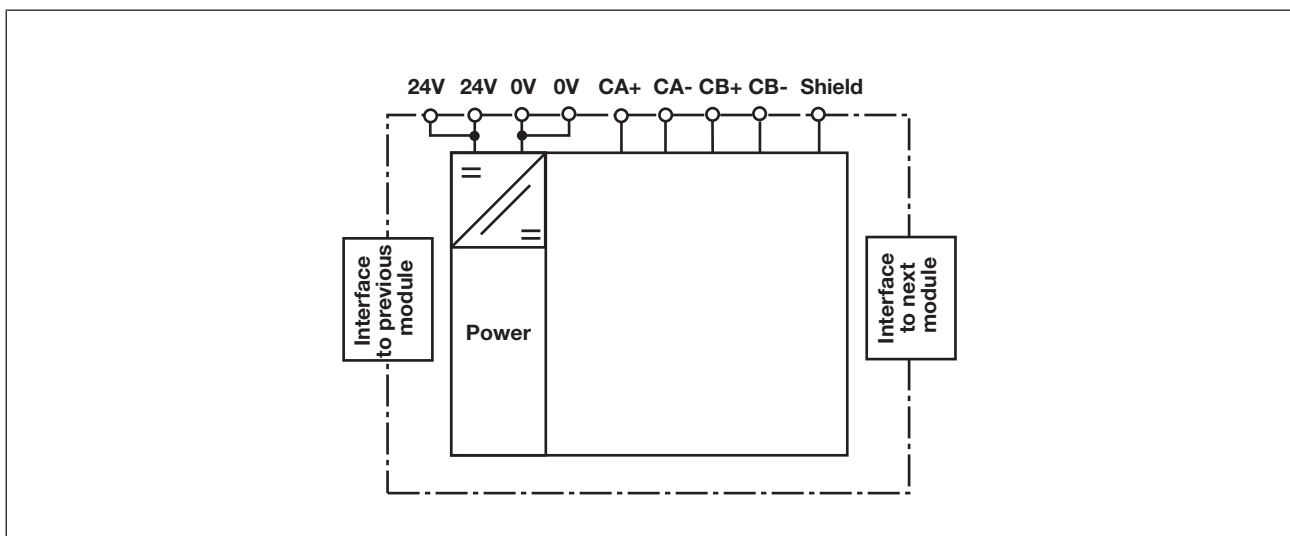 24V 24V 0V 0V CA+ CA- CB+ CB- Shield
Interface
to previous
module
Power
Interface
to next
module